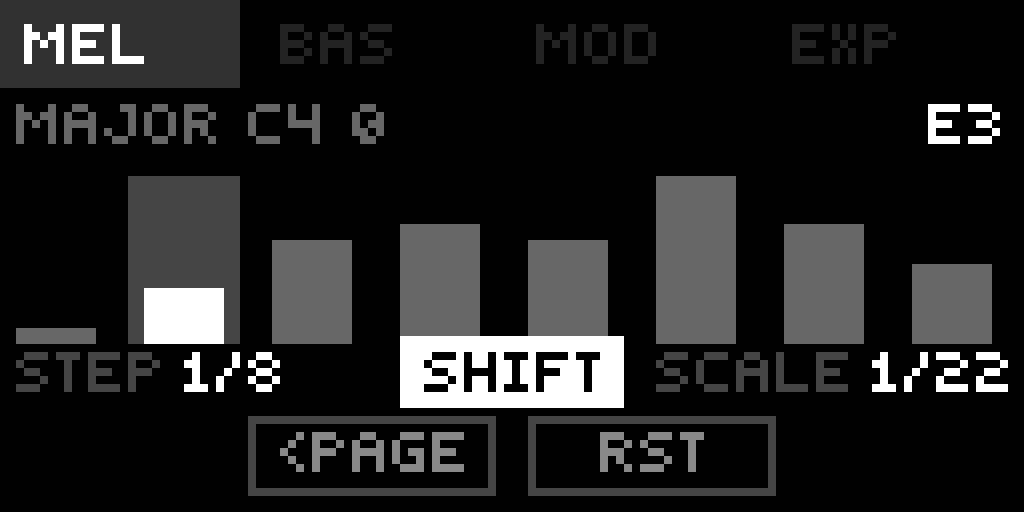 MEL BAS MOD EXP
MAJOR C4 0 E3
STEP 1/8 SHIFT SCALE 1/22
<PAGE RST